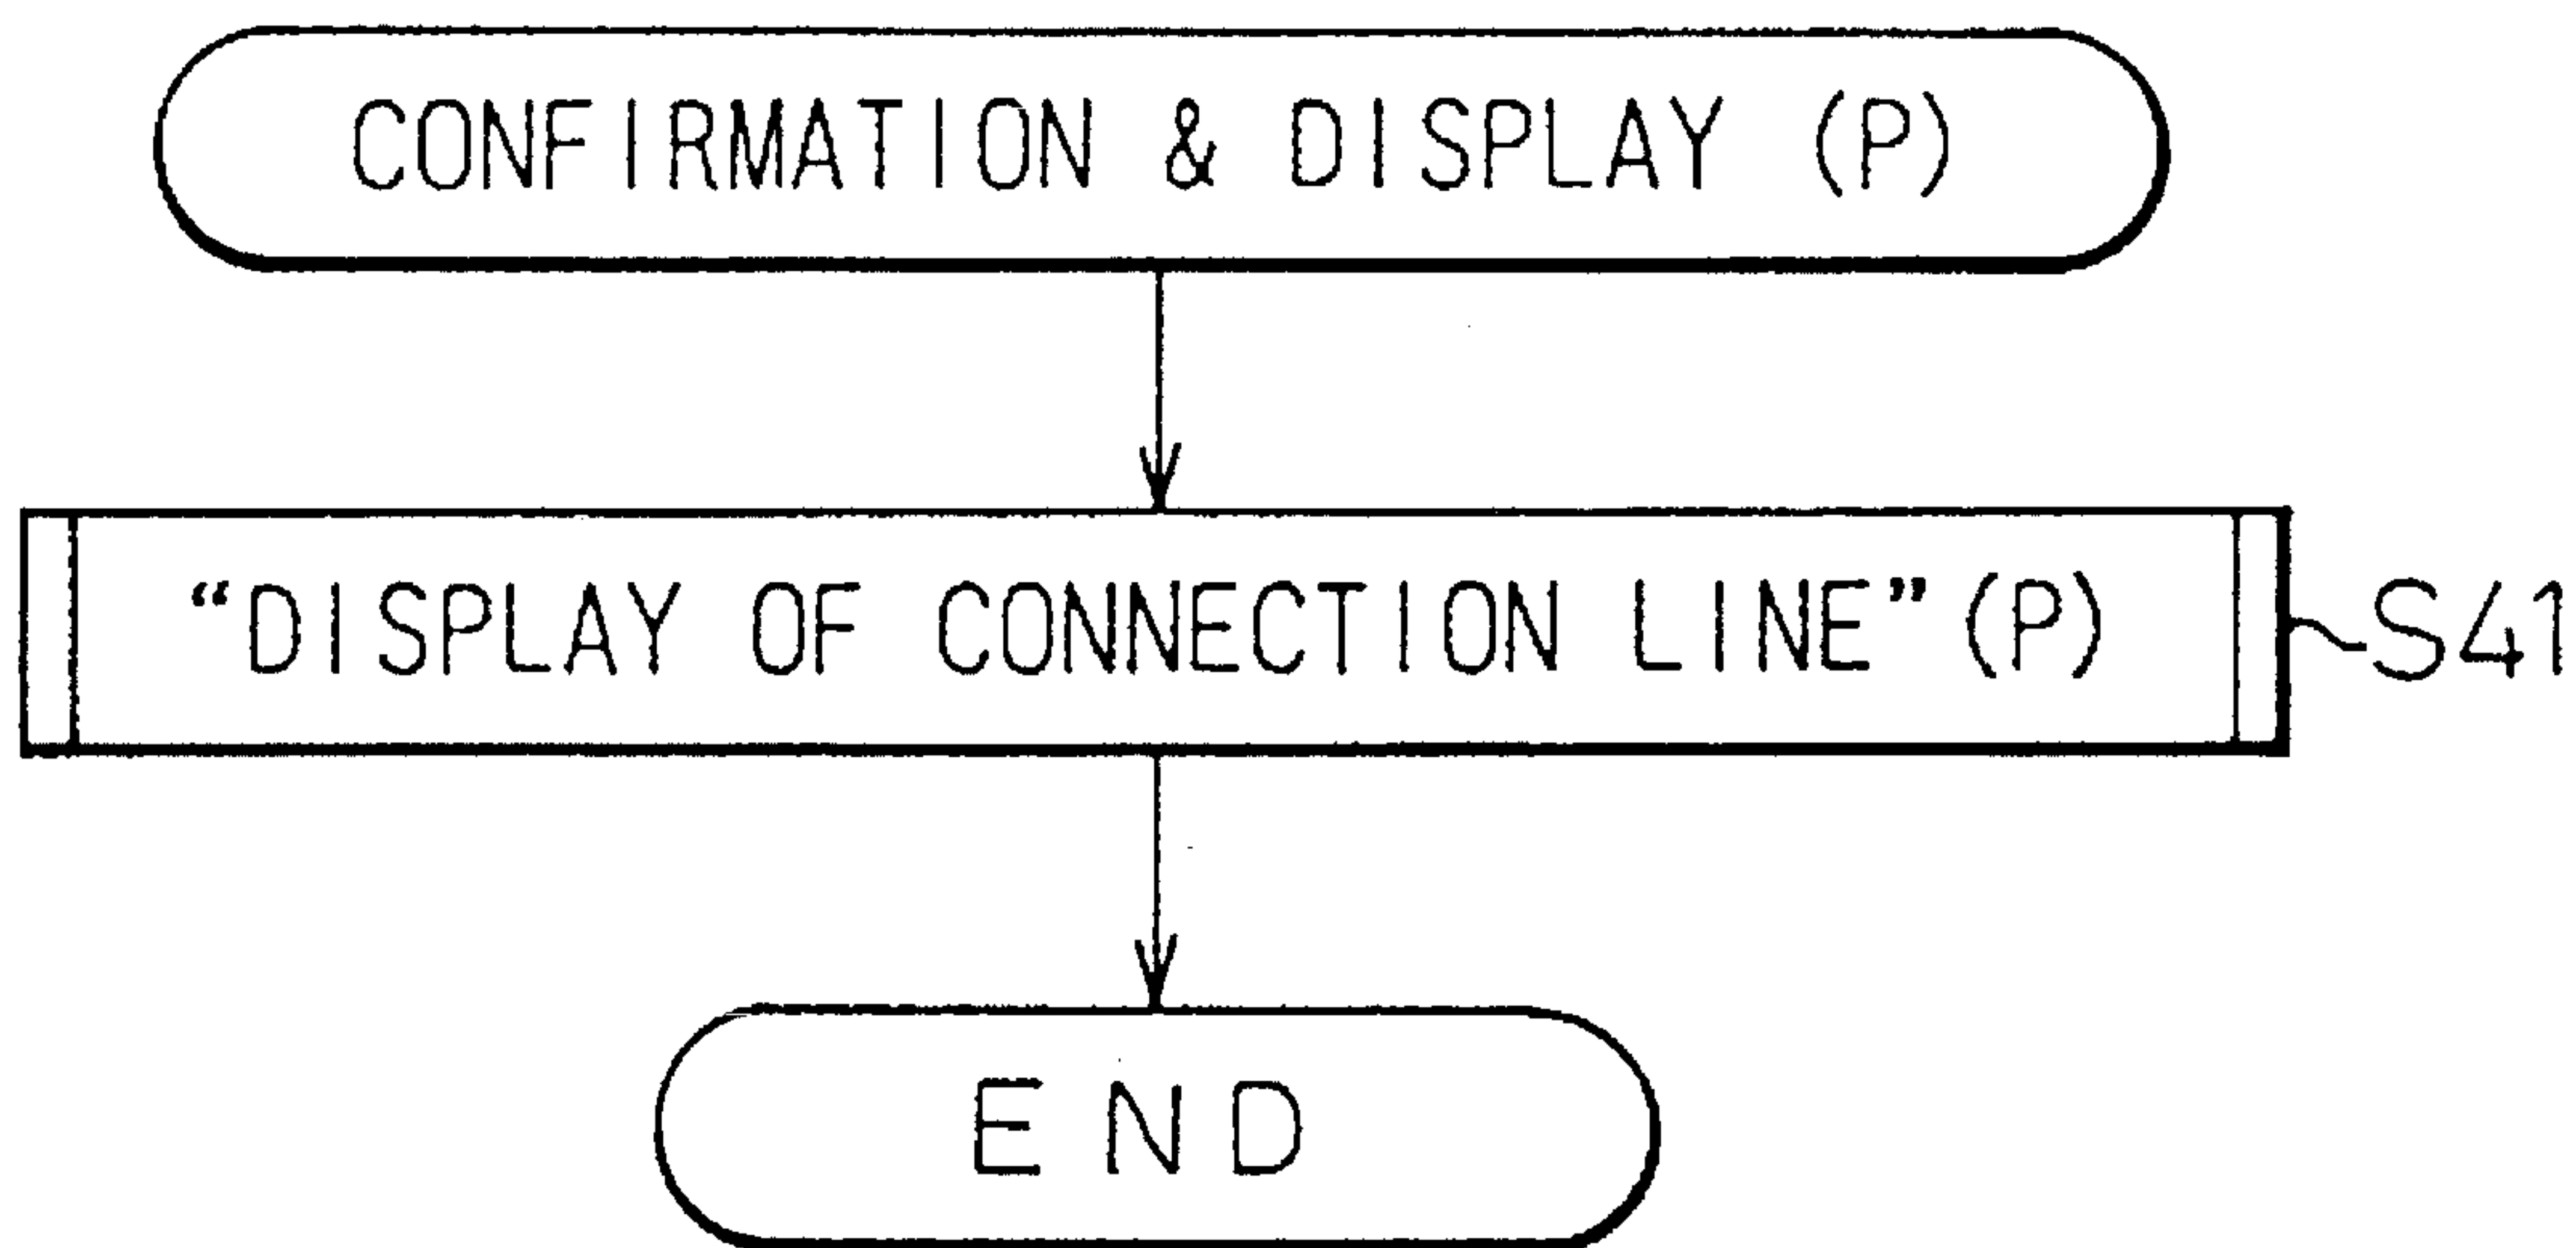 CONFIRMATION & DISPLAY (P)
“DISPLAY OF CONNECTION LINE”(P) S41
END